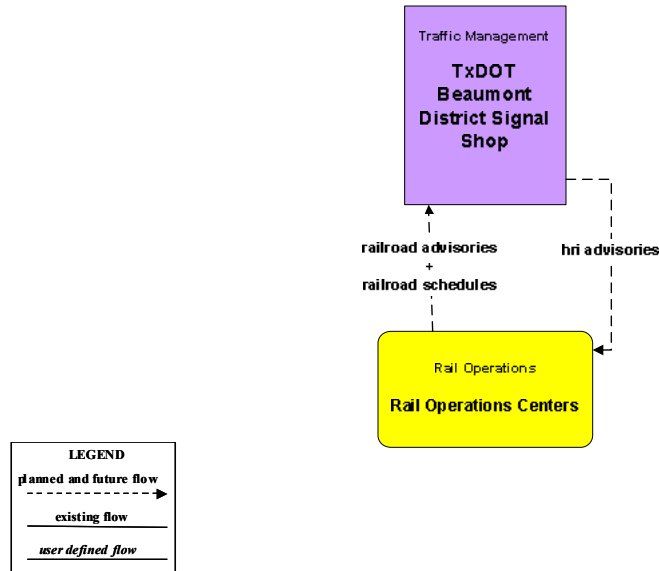 Traffic Management
TxDOT
Beaumont
District Signal
Shop
railroad advisories
+
railroad schedules
hri advisories
Rail Operations
Rail Operations Centers
LEGEND
planned and future flow
existing flow
user defined flow